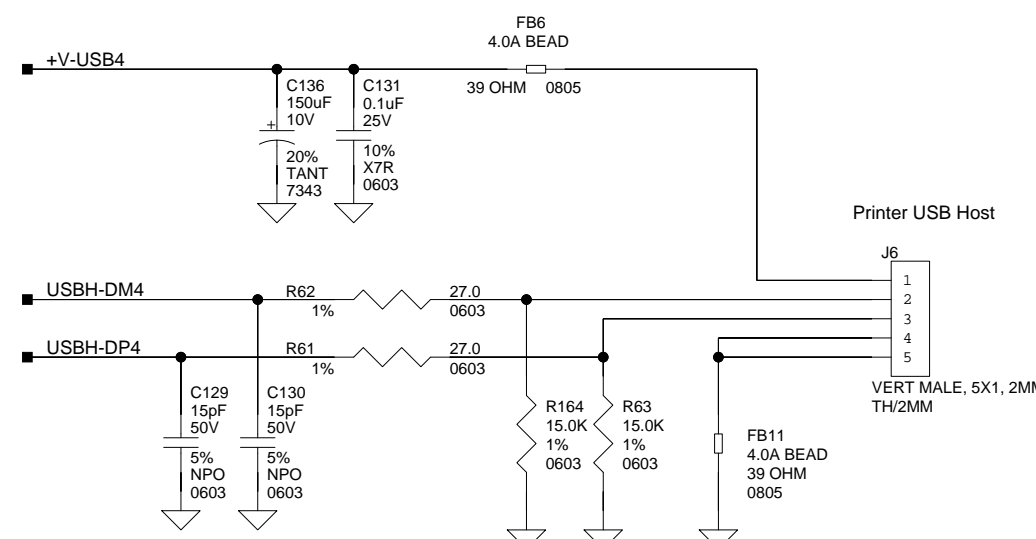 FB6
4.0A BEAD
+V-USB4
39 OHM 0805
C136
150uF
10V
+
20%
TANT
7343
C131
0.1uF
25V
10%
X7R
0603
Printer USB Host
J6
1
2
3
4
5
VERT MALE, 5X1, 2MM
TH/2MM
USBH-DM4
R62
1%
27.0
0603
USBH-DP4
R61
1%
27.0
0603
C129
15pF
50V
5%
NPO
0603
C130
15pF
50V
5%
NPO
0603
R164
15.0K
1%
0603
R63
15.0K
1%
0603
FB11
4.0A BEAD
39 OHM
0805